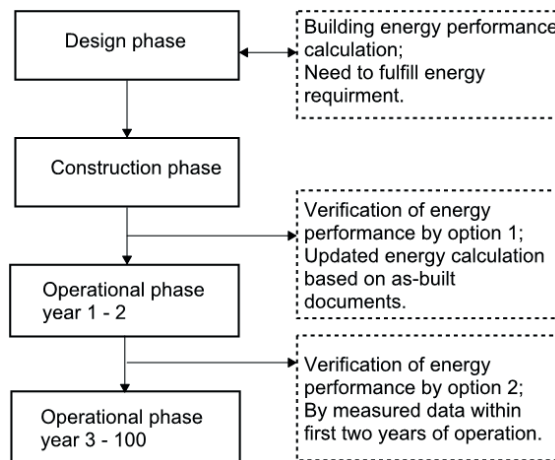 Design phase
Building energy performance
calculation;
Need to fulfill energy
requirment.
Construction phase
Verification of energy
performance by option 1;
Updated energy calculation
based on as-built
documents.
Operational phase
year 1 - 2
Verification of energy
performance by option 2;
By measured data within
first two years of operation.
Operational phase
year 3 - 100